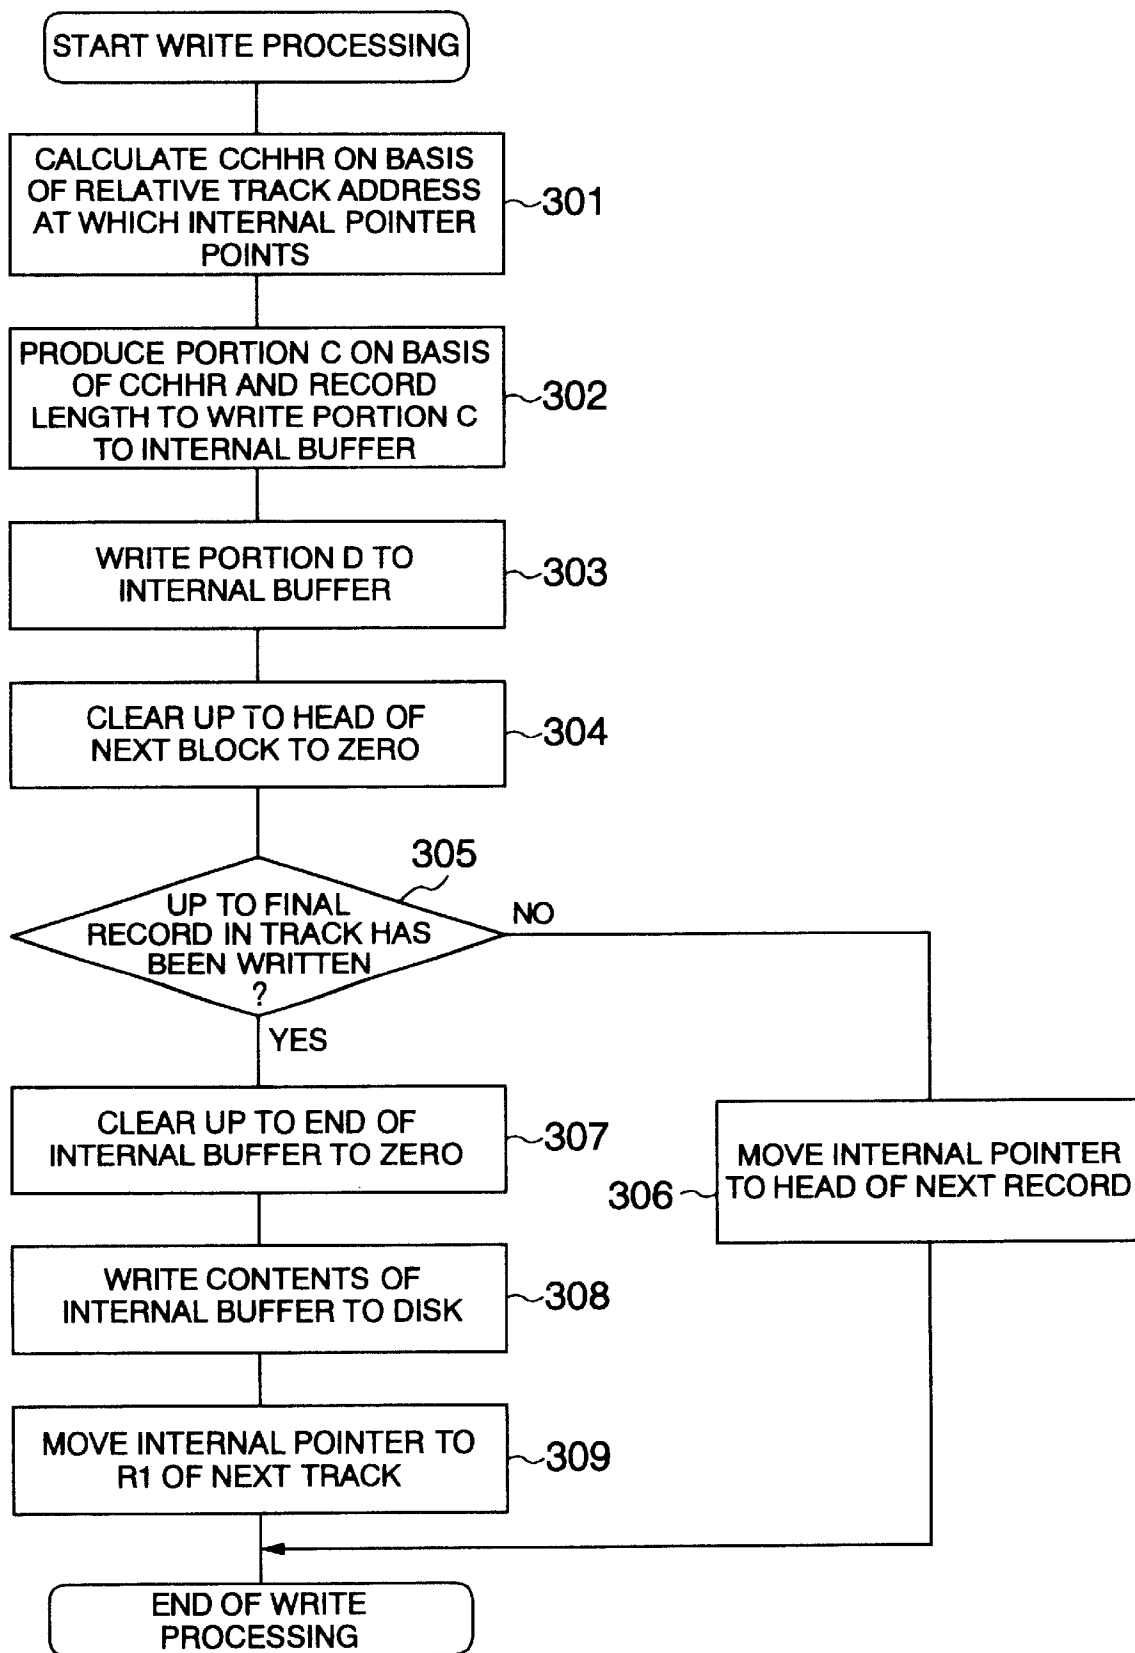 START WRITE PROCESSING
CALCULATE CCHHR ON BASIS
OF RELATIVE TRACK ADDRESS
AT WHICH INTERNAL POINTER
POINTS
301
PRODUCE PORTION C ON BASIS
OF CCHHR AND RECORD
LENGTH TO WRITE PORTION C
TO INTERNAL BUFFER
302
WRITE PORTION D TO
INTERNAL BUFFER
303
CLEAR UP TO HEAD OF
NEXT BLOCK TO ZERO
304
305
UP TO FINAL
RECORD IN TRACK HAS
BEEN WRITTEN
?
NO
YES
CLEAR UP TO END OF
INTERNAL BUFFER TO ZERO
307
MOVE INTERNAL POINTER
TO HEAD OF NEXT RECORD
306
WRITE CONTENTS OF
INTERNAL BUFFER TO DISK
308
MOVE INTERNAL POINTER TO
R1 OF NEXT TRACK
309
END OF WRITE
PROCESSING